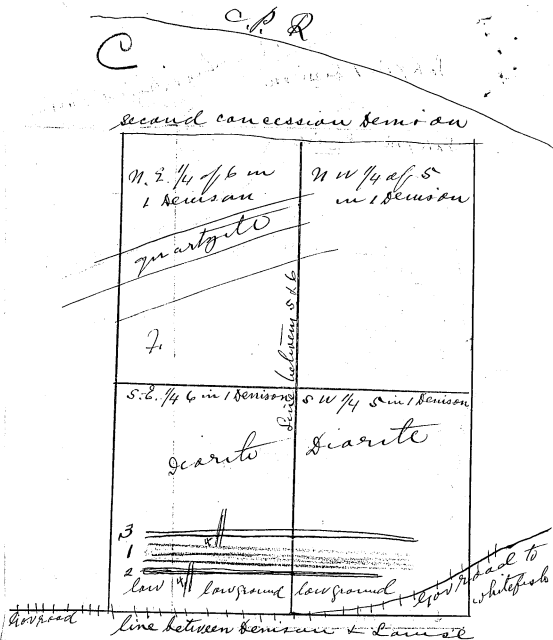 C. P. R
C
second concession Denison
N. E. 1/4 of 6 in
1 Denison
N W 1/4 of 5
in 1 Denison
quartzite
line between 5 & 6
S. E. 1/4 6 in 1 Denison
S W 1/4 5 in 1 Denison
Diorite
Diorite
3
1
2
low
low ground
low ground
Gov road to
whitefish
Gov road
line between Denison & Louise